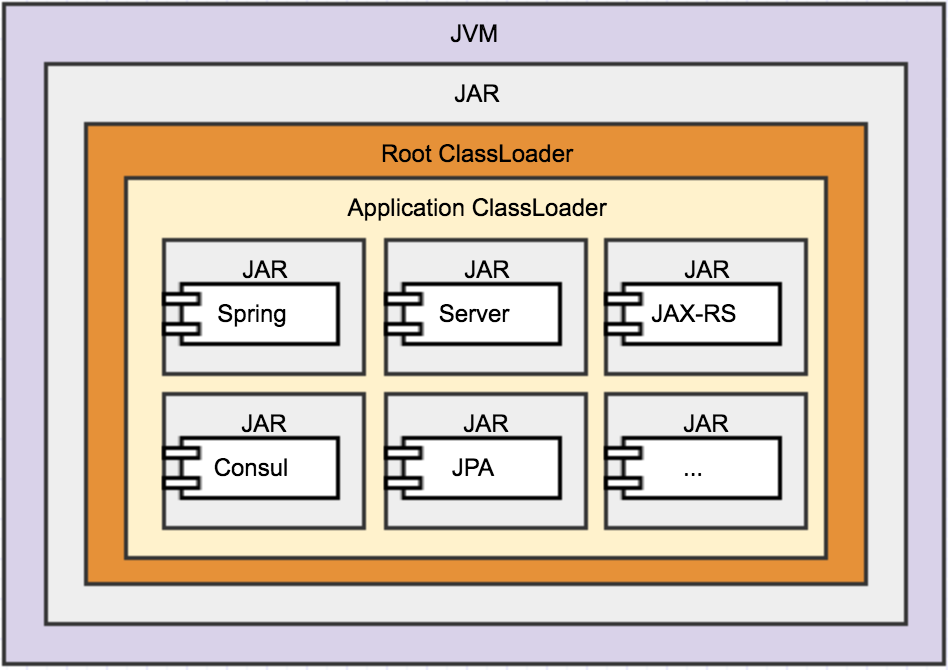 JVM
JAR
Root ClassLoader
Application ClassLoader
JAR
Spring
JAR
Server
JAR
JAX-RS
JAR
Consul
JAR
JPA
JAR
...